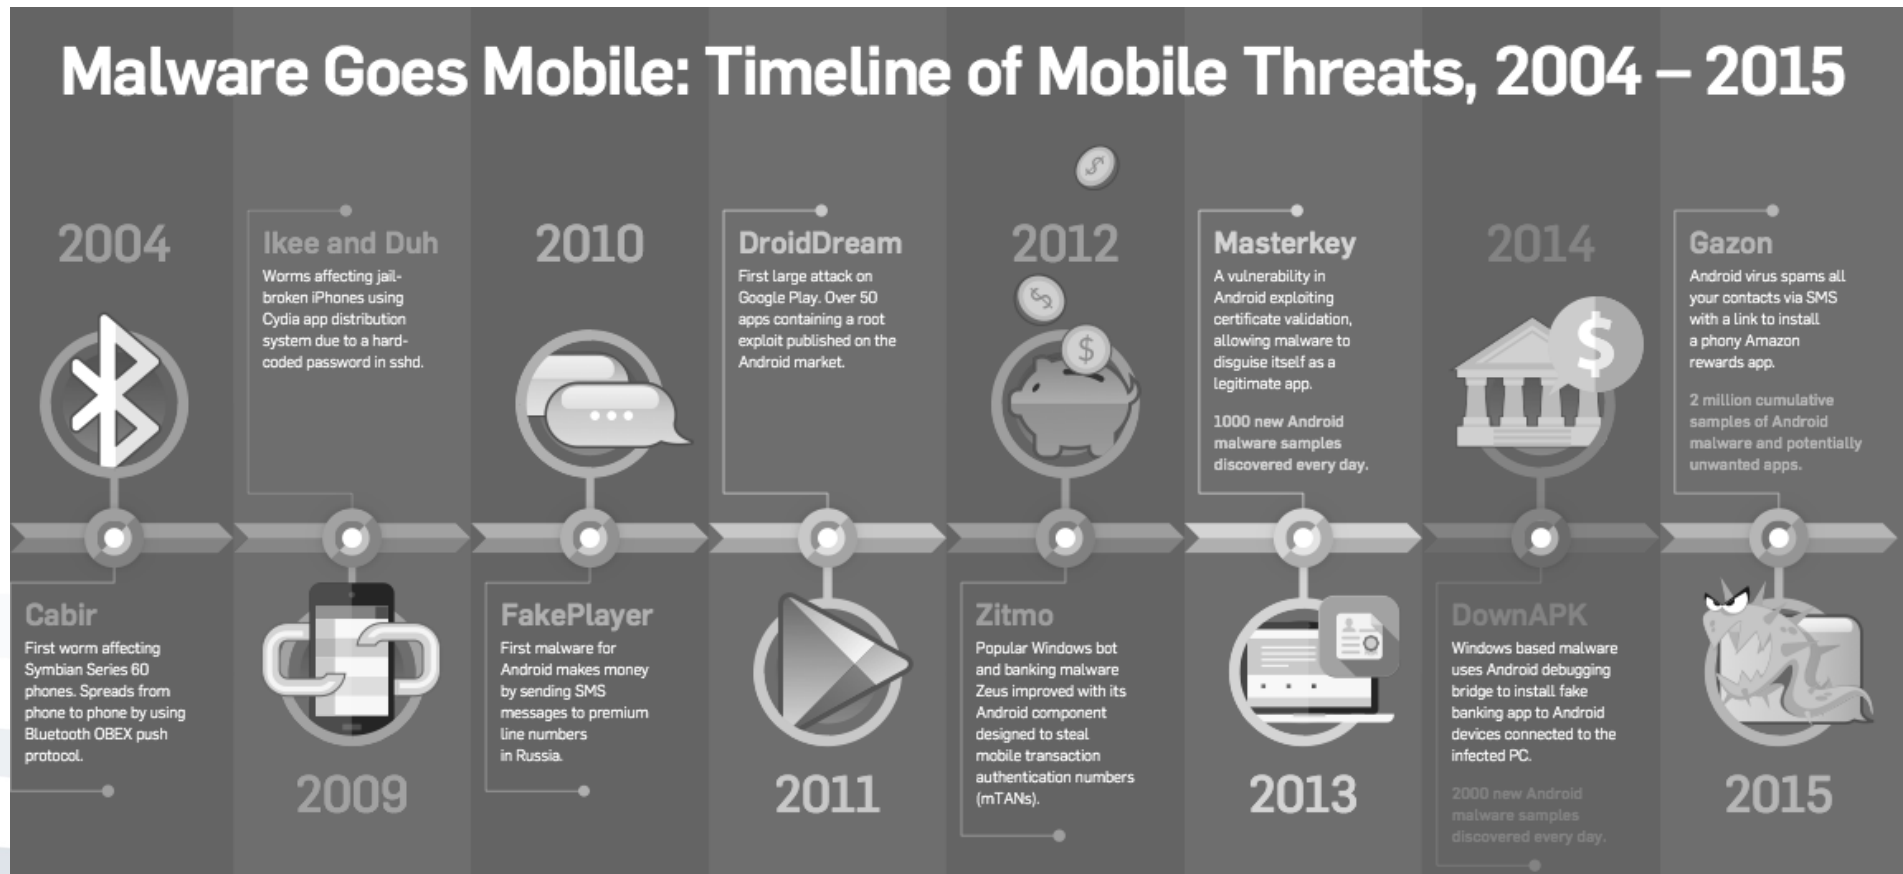 Malware Goes Mobile: Timeline of Mobile Threats, 2004 – 2015
2004
Cabir
First worm affecting
Symbian Series 60
phones. Spreads from
phone to phone by using
Bluetooth OBEX push
protocol.
Ikee and Duh
Worms affecting jail-
broken iPhones using
Cydia app distribution
system due to a hard-
coded password in sshd.
2009
2010
FakePlayer
First malware for
Android makes money
by sending SMS
messages to premium
line numbers
in Russia.
DroidDream
First large attack on
Google Play. Over 50
apps containing a root
exploit published on the
Android market.
2011
2012
$
$
$
Zitmo
Popular Windows bot
and banking malware
Zeus improved with its
Android component
designed to steal
mobile transaction
authentication numbers
(mTANs).
Masterkey
A vulnerability in
Android exploiting
certificate validation,
allowing malware to
disguise itself as a
legitimate app.
1000 new Android
malware samples
discovered every day.
2013
2014
$
DownAPK
Windows based malware
uses Android debugging
bridge to install fake
banking app to Android
devices connected to the
infected PC.
2000 new Android
malware samples
discovered every day.
Gazon
Android virus spams all
your contacts via SMS
with a link to install
a phony Amazon
rewards app.
2 million cumulative
samples of Android
malware and potentially
unwanted apps.
2015